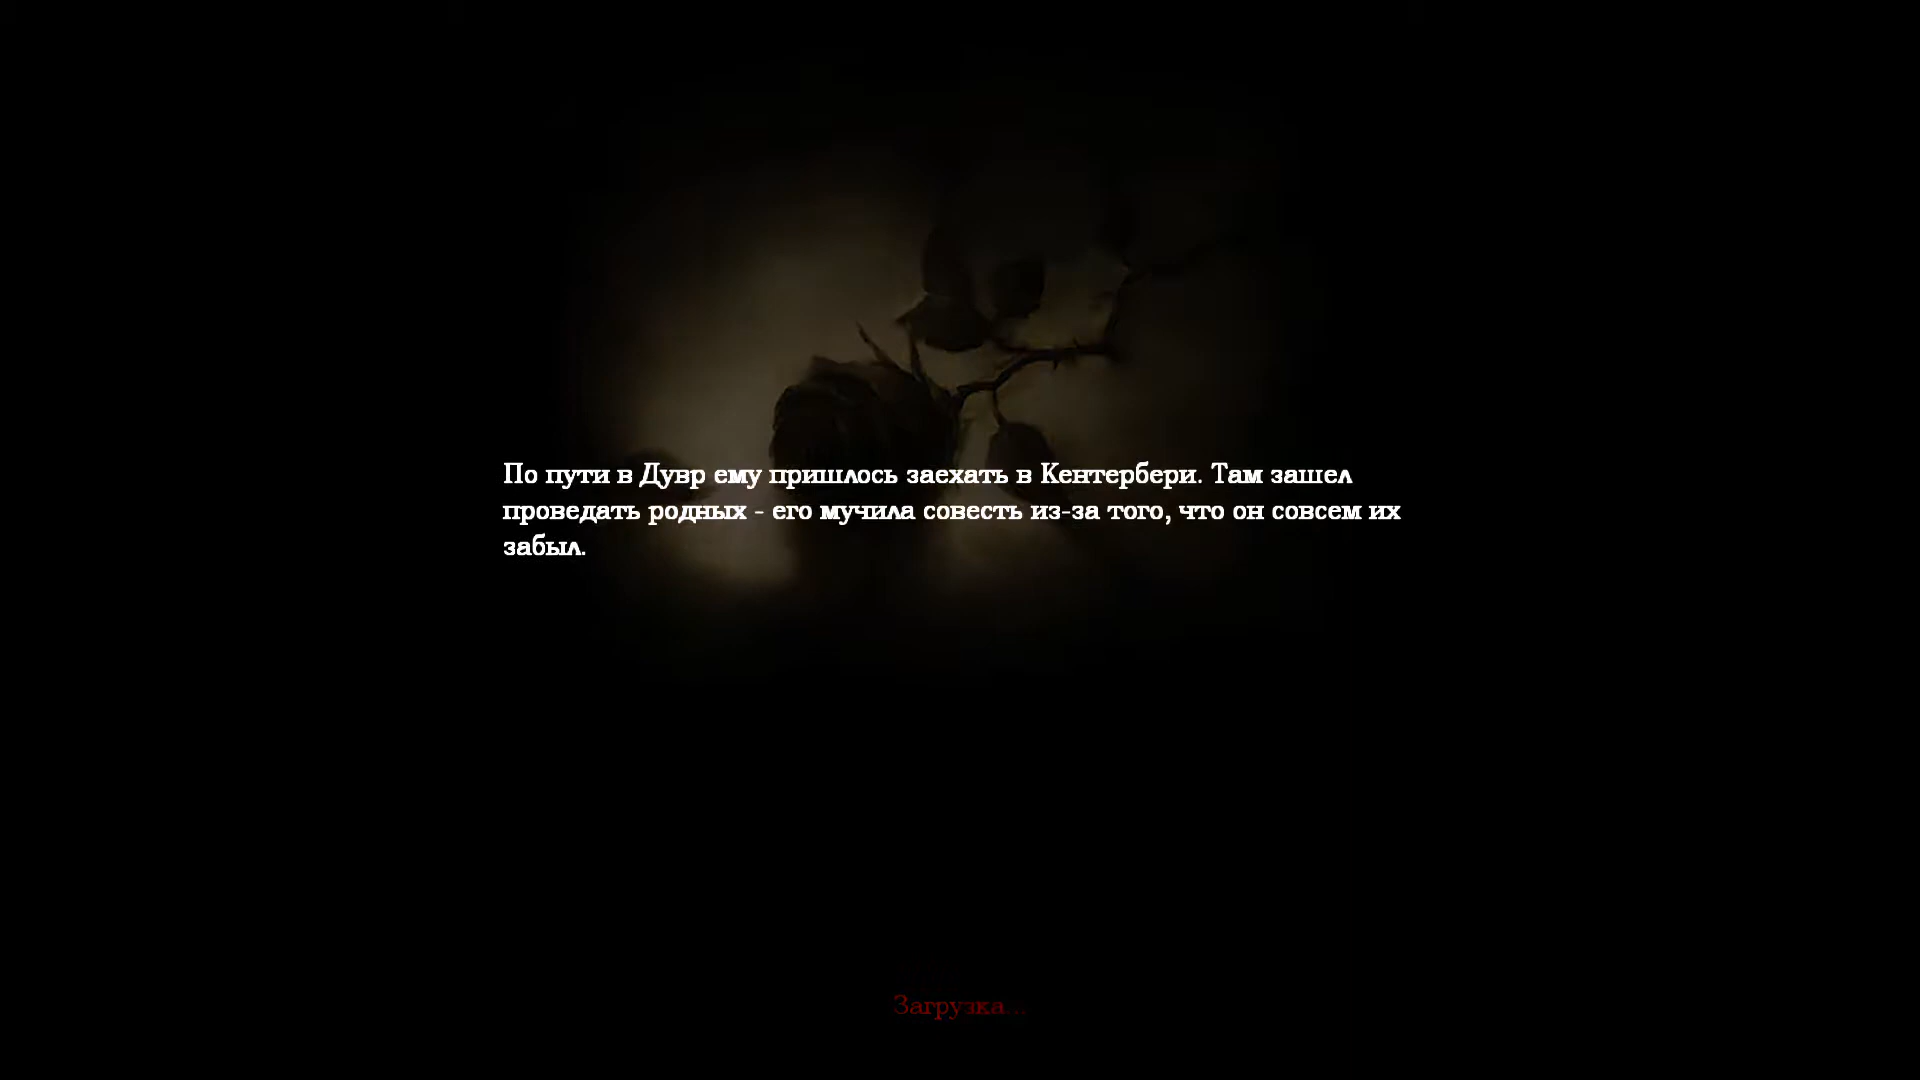 По пути в Дувр ему пришлось заехать в Кентербери. Там зашел
проведать родных - его мучила совесть из-за того, что он совсем их
забыл.
Загрузка...